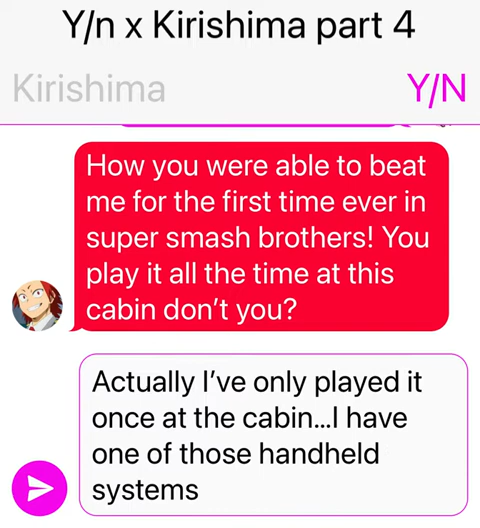 Y/n x Kirishima part 4
Kirishima
Y/N
How you were able to beat
me for the first time ever in
super smash brothers! You
play it all the time at this
cabin don't you?
Actually I've only played it
once at the cabin...I have
one of those handheld
systems